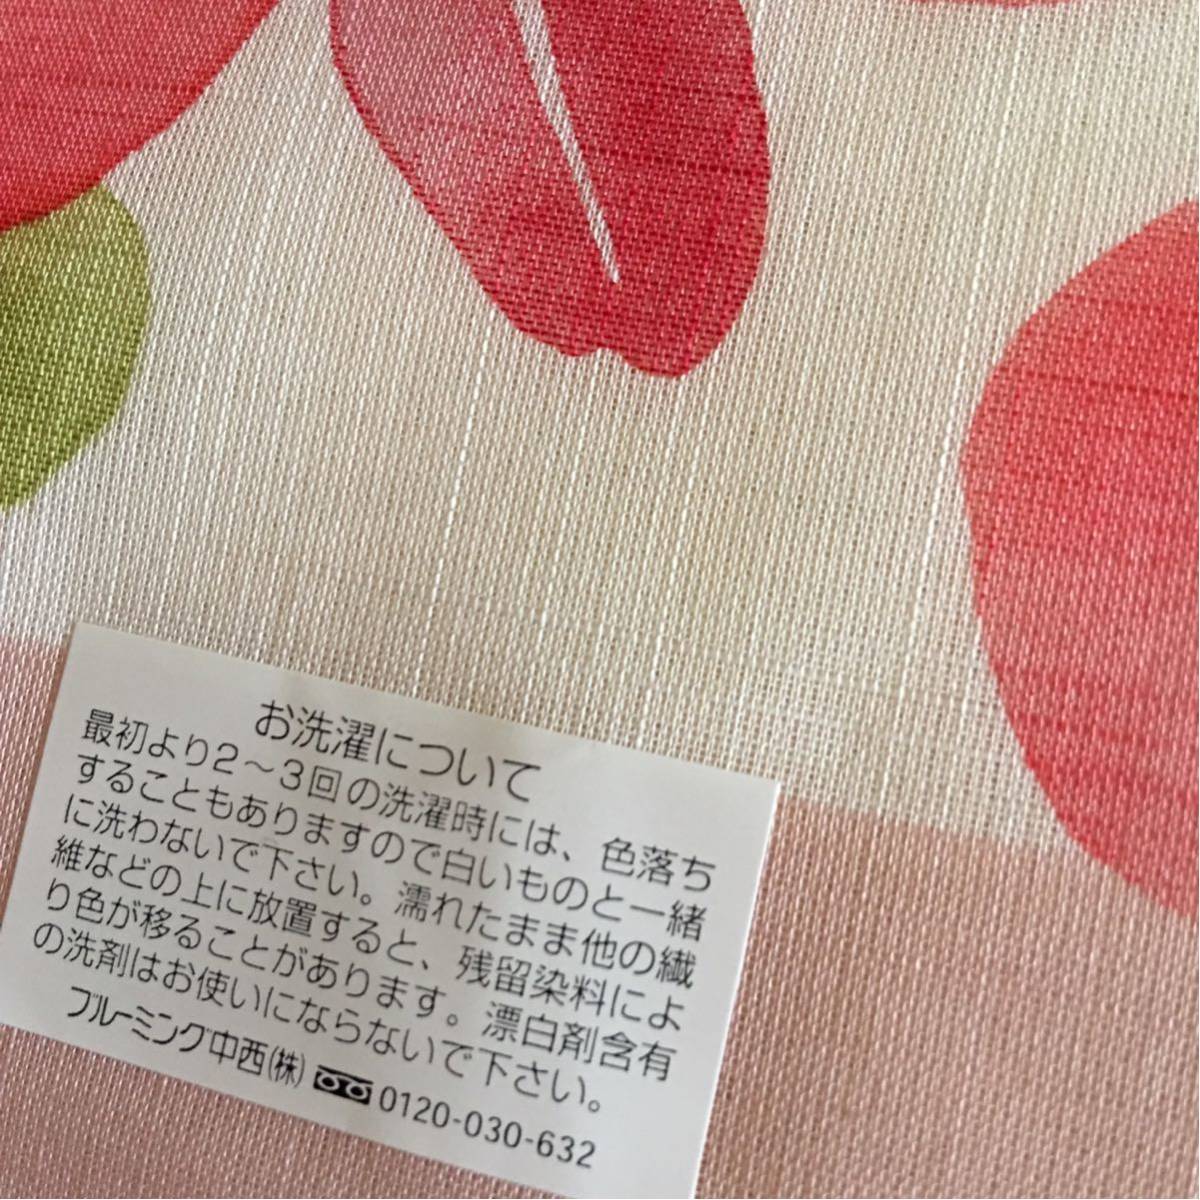 お洗濯について
最初より2～3回の洗濯時には、色落ち
することもありますので白いものと一緒
に洗わないで下さい。濡れたまま他の繊
維などの上に放置すると、残留染料によ
り色が移ることがあります。漂白剤含有
の洗剤はお使いにならないで下さい。
ブルーミング中西(株) 0120-030-632